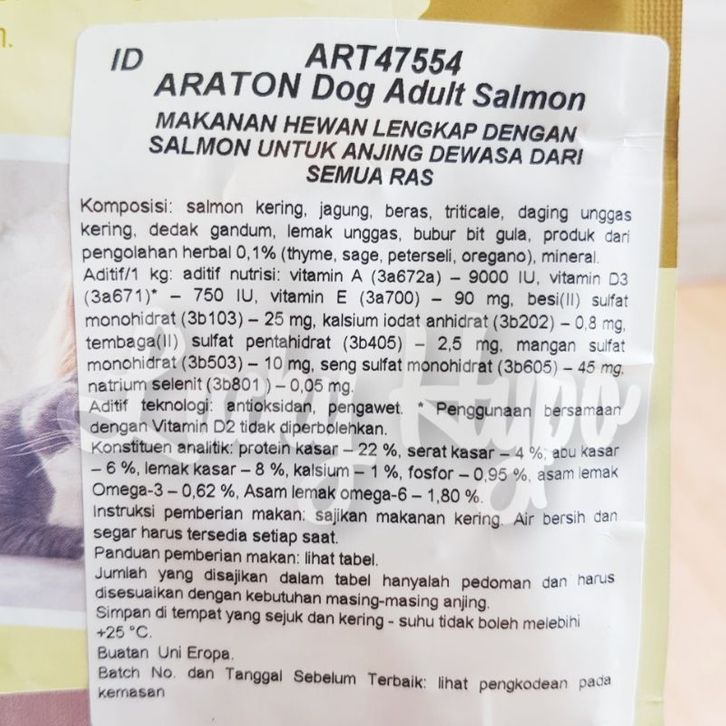 n.
ID
ART47554
ARATON Dog Adult Salmon
MAKANAN HEWAN LENGKAP DENGAN
SALMON UNTUK ANJING DEWASA DARI
SEMUA RAS
Komposisi: salmon kering, jagung, beras, triticale, daging unggas
kering, dedak gandum, lemak unggas, bubur bit gula, produk dari
pengolahan herbal 0,1% (thyme, sage, peterseli, oregano), mineral.
Aditif/1 kg: aditif nutrisi: vitamin A (3a672a) – 9000 IU, vitamin D3
(3a671)* – 750 IU, vitamin E (3a700) – 90 mg, besi(II) sulfat
monohidrat (3b103) – 25 mg, kalsium iodat anhidrat (3b202) – 0,8 mg,
tembaga(II) sulfat pentahidrat (3b405) – 2,5 mg, mangan sulfat
monohidrat (3b503) – 10 mg, seng sulfat monohidrat (3b605) – 45 mg,
natrium selenit (3b801) – 0,05 mg.
Aditif teknologi: antioksidan, pengawet. * Penggunaan bersamaan
dengan Vitamin D2 tidak diperbolehkan.
Konstituen analitik: protein kasar – 22 %, serat kasar – 4 %, abu kasar
– 6 %, lemak kasar – 8 %, kalsium – 1 %, fosfor – 0,95 %, asam lemak
Omega-3 – 0,62 %, Asam lemak omega-6 – 1,80 %.
Instruksi pemberian makan: sajikan makanan kering. Air bersih dan
segar harus tersedia setiap saat.
Panduan pemberian makan: lihat tabel.
Jumlah yang disajikan dalam tabel hanyalah pedoman dan harus
disesuaikan dengan kebutuhan masing-masing anjing.
Simpan di tempat yang sejuk dan kering - suhu tidak boleh melebihi
+25 °C.
Buatan Uni Eropa.
Batch No. dan Tanggal Sebelum Terbaik: lihat pengkodean pada
kemasan